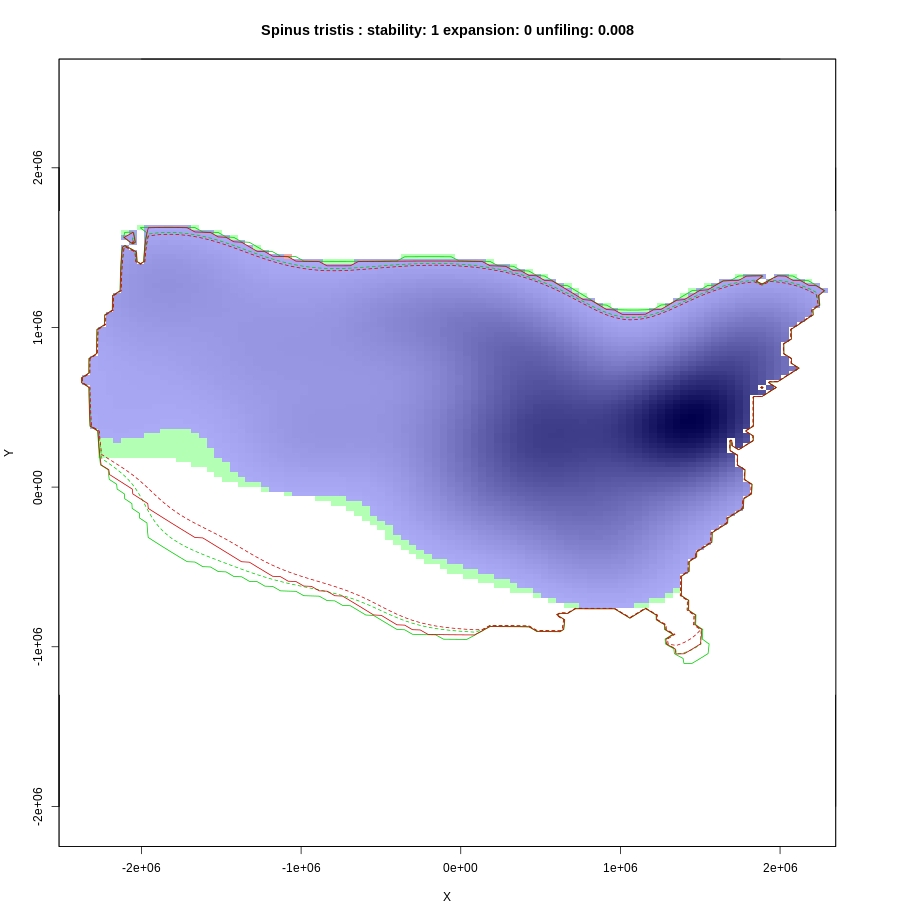 Spinus tristis : stability: 1 expansion: 0 unfiling: 0.008
2e+06
1e+06
0e+00
-1e+06
-2e+06
Y
-2e+06 -1e+06 0e+00 1e+06 2e+06
X